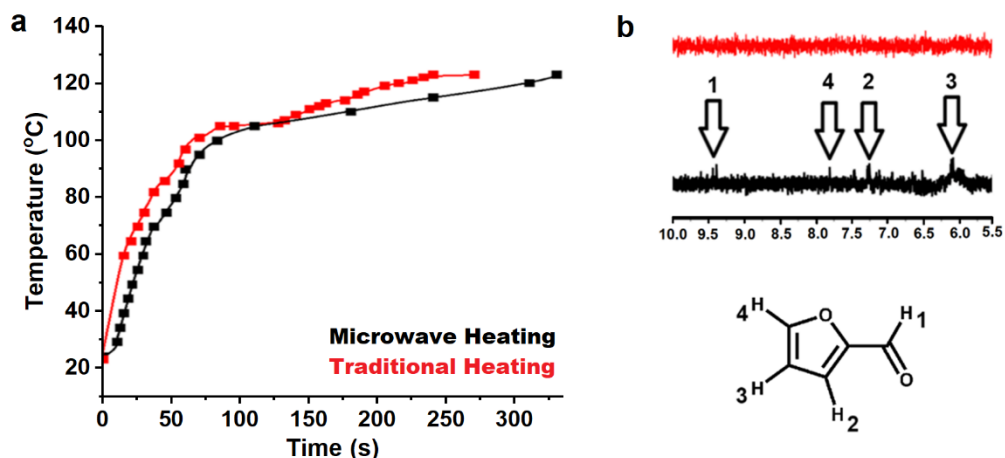 a
140
120
100
80
60
40
20
0 50 100 150 200 250 300
Temperature (°C)
Time (s)
Microwave Heating
Traditional Heating
b
1 4 2 3
10.0 9.5 9.0 8.5 8.0 7.5 7.0 6.5 6.0 5.5
4 H O H 1
3 H O
H 2